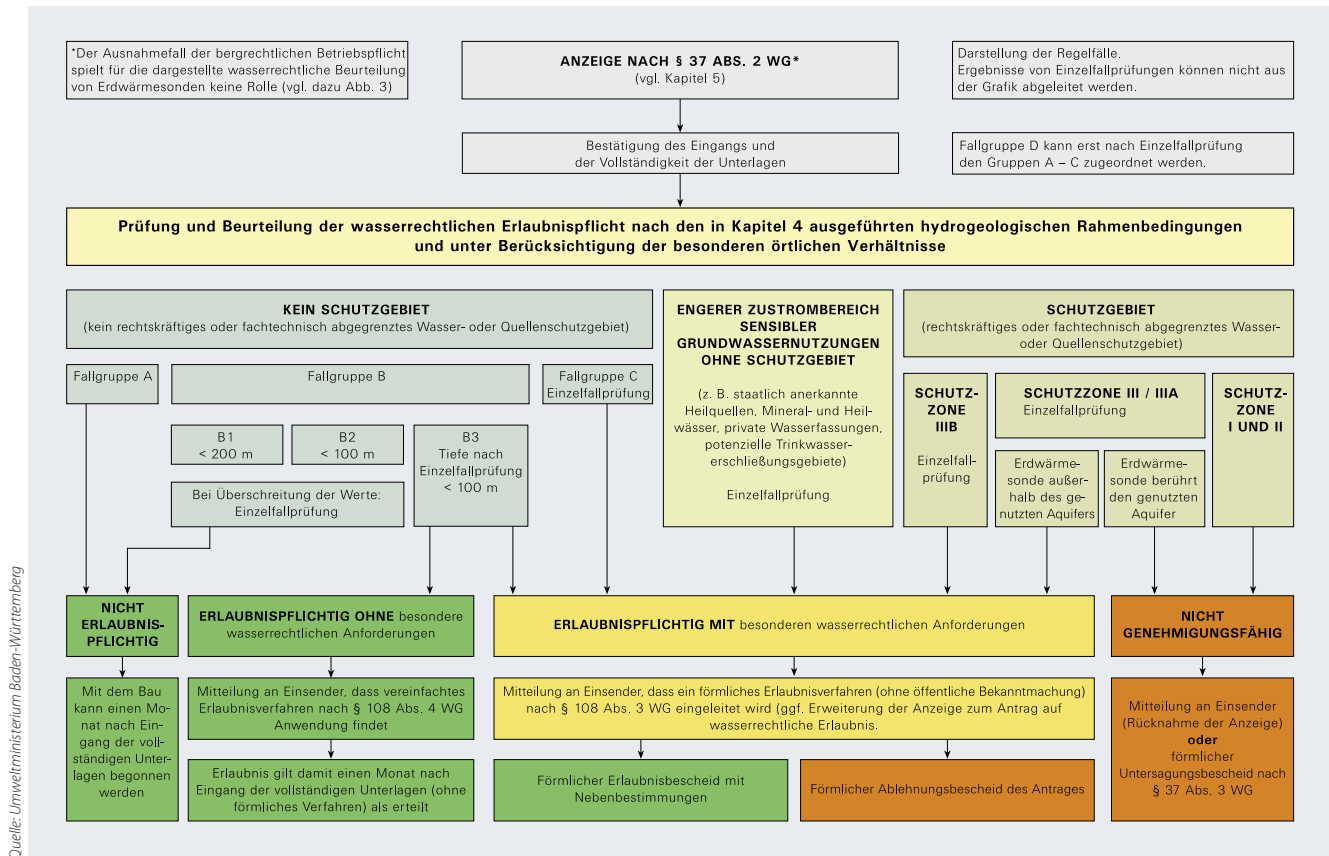 *Der Ausnahmefall der bergrechtlichen Betriebspflicht
spielt für die dargestellte wasserrechtliche Beurteilung
von Erdwärmesonden keine Rolle (vgl. dazu Abb. 3)
ANZEIGE NACH § 37 ABS. 2 WG*
(vgl. Kapitel 5)
Darstellung der Regelfälle.
Ergebnisse von Einzelfallprüfungen können nicht aus
der Grafik abgeleitet werden.
Bestätigung des Eingangs und
der Vollständigkeit der Unterlagen
Fallgruppe D kann erst nach Einzelfallprüfung
den Gruppen A – C zugeordnet werden.
Prüfung und Beurteilung der wasserrechtlichen Erlaubnispflicht nach den in Kapitel 4 ausgeführten hydrogeologischen Rahmenbedingungen
und unter Berücksichtigung der besonderen örtlichen Verhältnisse
KEIN SCHUTZGEBIET
(kein rechtskräftiges oder fachtechnisch abgegrenztes Wasser- oder Quellenschutzgebiet)
Fallgruppe A
Fallgruppe B
Fallgruppe C
Einzelfallprüfung
B1
< 200 m
B2
< 100 m
B3
Tiefe nach
Einzelfallprüfung
< 100 m
Bei Überschreitung der Werte:
Einzelfallprüfung
ENGERER ZUSTROMBEREICH
SENSIBLER
GRUNDWASSERNUTZUNGEN
OHNE SCHUTZGEBIET
(z. B. staatlich anerkannte
Heilquellen, Mineral- und Heil-
wässer, private Wasserfassungen,
potenzielle Trinkwasser-
erschließungsgebiete)
Einzelfallprüfung
SCHUTZGEBIET
(rechtskräftiges oder fachtechnisch abgegrenztes Wasser-
oder Quellenschutzgebiet)
SCHUTZ-
ZONE
IIIB
Einzelfall-
prüfung
SCHUTZZONE III / IIIA
Einzelfallprüfung
Erdwärme-
sonde außer-
halb des ge-
nutzten Aquifers
Erdwärme-
sonde berührt
den genutzten
Aquifer
SCHUTZ-
ZONE
I UND II
NICHT
ERLAUBNIS-
PFLICHTIG
ERLAUBNISPFLICHTIG OHNE besondere
wasserrechtlichen Anforderungen
ERLAUBNISPFLICHTIG MIT besonderen wasserrechtlichen Anforderungen
NICHT
GENEHMIGUNGSFÄHIG
Mit dem Bau
kann einen Mo-
nat nach Ein-
gang der voll-
ständigen Unter-
lagen begonnen
werden
Mitteilung an Einsender, dass vereinfachtes
Erlaubnisverfahren nach § 108 Abs. 4 WG
Anwendung findet
Erlaubnis gilt damit einen Monat nach
Eingang der vollständigen Unterlagen (ohne
förmliches Verfahren) als erteilt
Mitteilung an Einsender, dass ein förmliches Erlaubnisverfahren (ohne öffentliche Bekanntmachung)
nach § 108 Abs. 3 WG eingeleitet wird (ggf. Erweiterung der Anzeige zum Antrag auf
wasserrechtliche Erlaubnis.
Förmlicher Erlaubnisbescheid mit
Nebenbestimmungen
Förmlicher Ablehnungsbescheid des Antrages
Mitteilung an Einsender
(Rücknahme der Anzeige)
oder
förmlicher
Untersagungsbescheid nach
§ 37 Abs. 3 WG
Quelle: Umweltministerium Baden-Württemberg